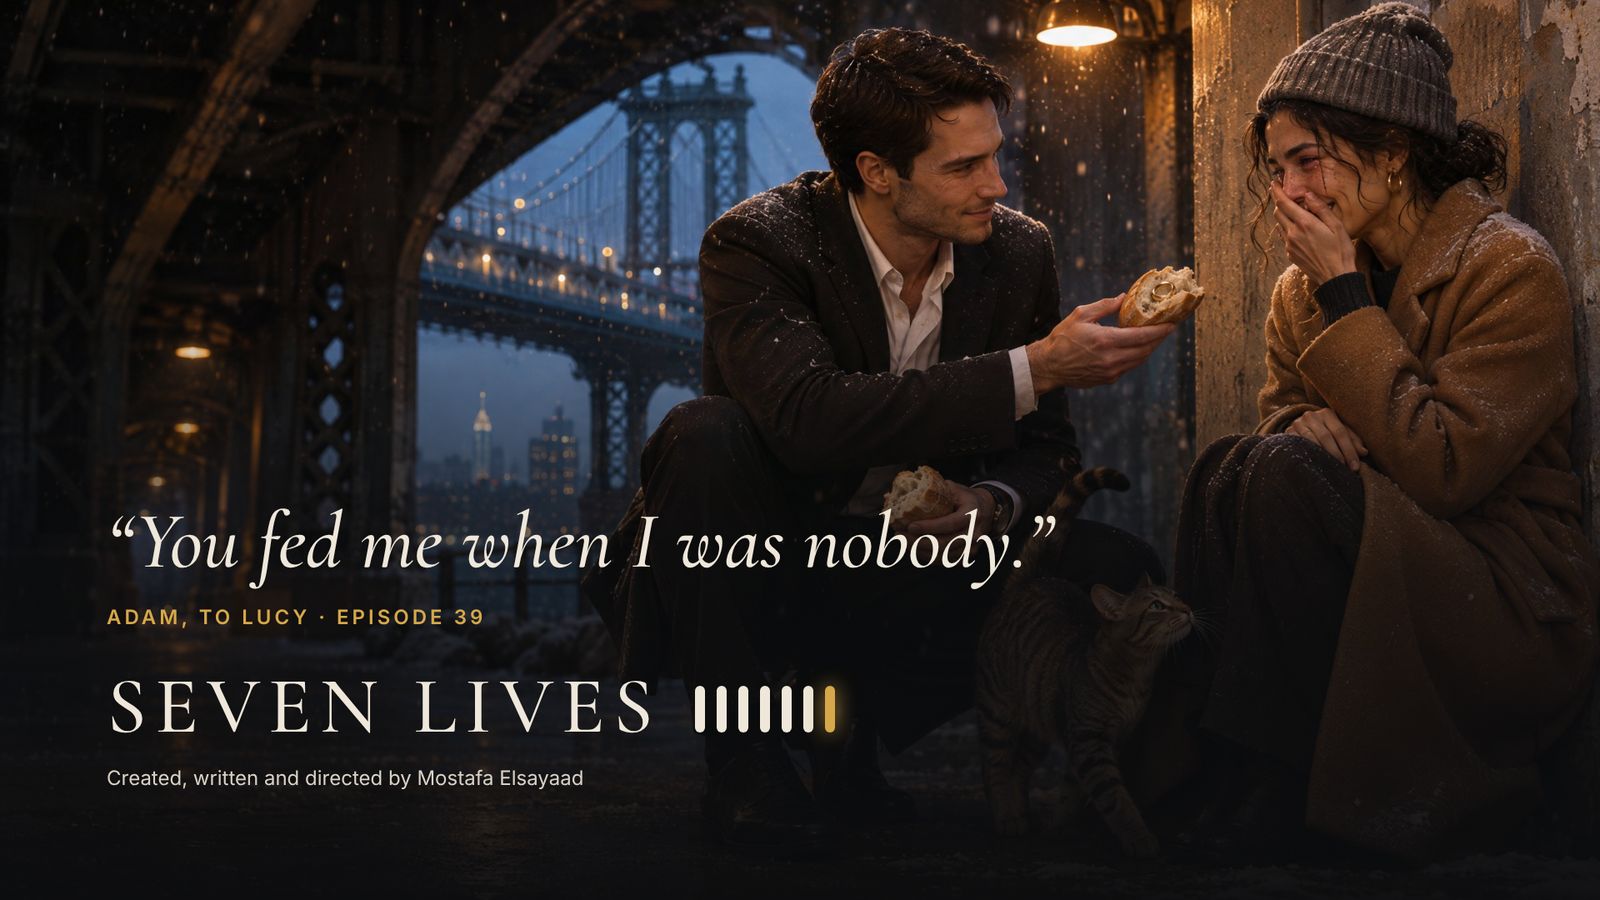 “You fed me when I was nobody.”
ADAM, TO LUCY · EPISODE 39
SEVEN LIVES
Created, written and directed by Mostafa Elsayaad